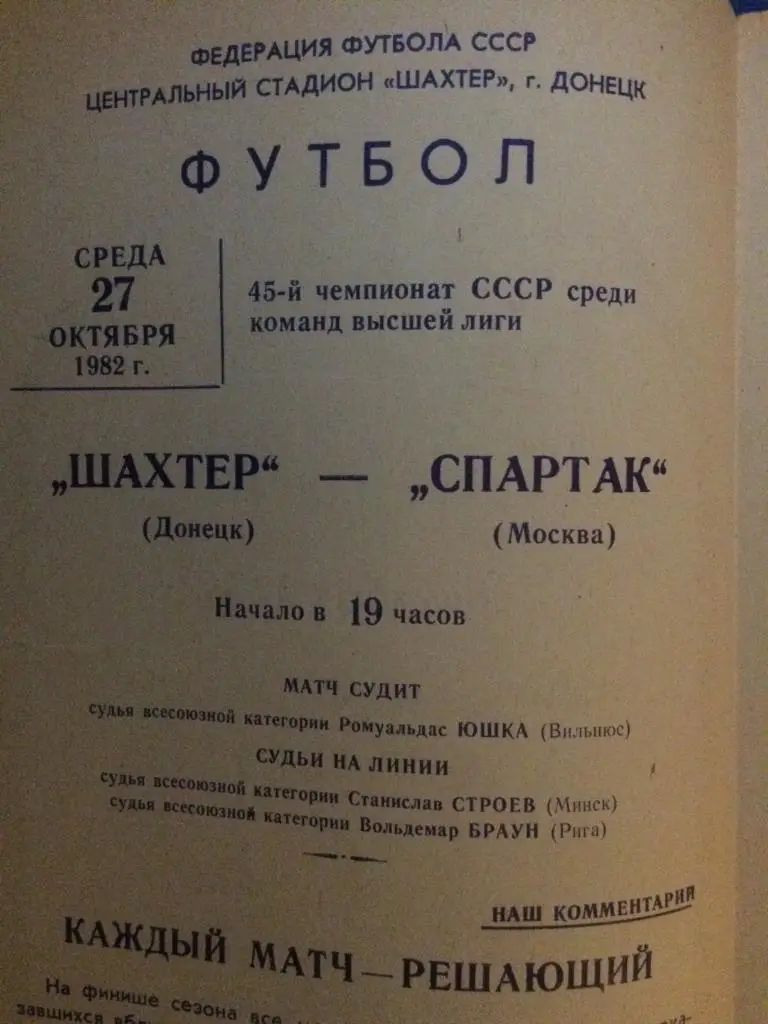 ФЕДЕРАЦИЯ ФУТБОЛА СССР
ЦЕНТРАЛЬНЫЙ СТАДИОН «ШАХТЕР», г. ДОНЕЦК
ФУТБОЛ
СРЕДА
27
ОКТЯБРЯ
1982 г.
45-й чемпионат СССР среди
команд высшей лиги
„ШАХТЕР“ — „СПАРТАК“
(Донецк) (Москва)
Начало в 19 часов
МАТЧ СУДИТ
судья всесоюзной категории Ромуальдас ЮШКА (Вильнюс)
СУДЬИ НА ЛИНИИ
судья всесоюзной категории Станислав СТРОЕВ (Минск)
судья всесоюзной категории Вольдемар БРАУН (Рига)
НАШ КОММЕНТАРИЙ
КАЖДЫЙ МАТЧ — РЕШАЮЩИЙ
На финише сезона все
завшихся